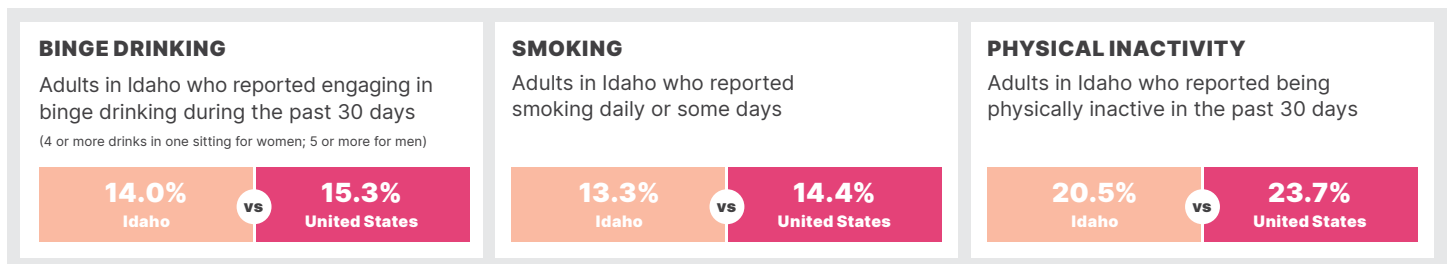 BINGE DRINKING
Adults in Idaho who reported engaging in
binge drinking during the past 30 days
(4 or more drinks in one sitting for women; 5 or more for men)
14.0%
Idaho
vs
15.3%
United States
SMOKING
Adults in Idaho who reported
smoking daily or some days
13.3%
Idaho
vs
14.4%
United States
PHYSICAL INACTIVITY
Adults in Idaho who reported being
physically inactive in the past 30 days
20.5%
Idaho
vs
23.7%
United States